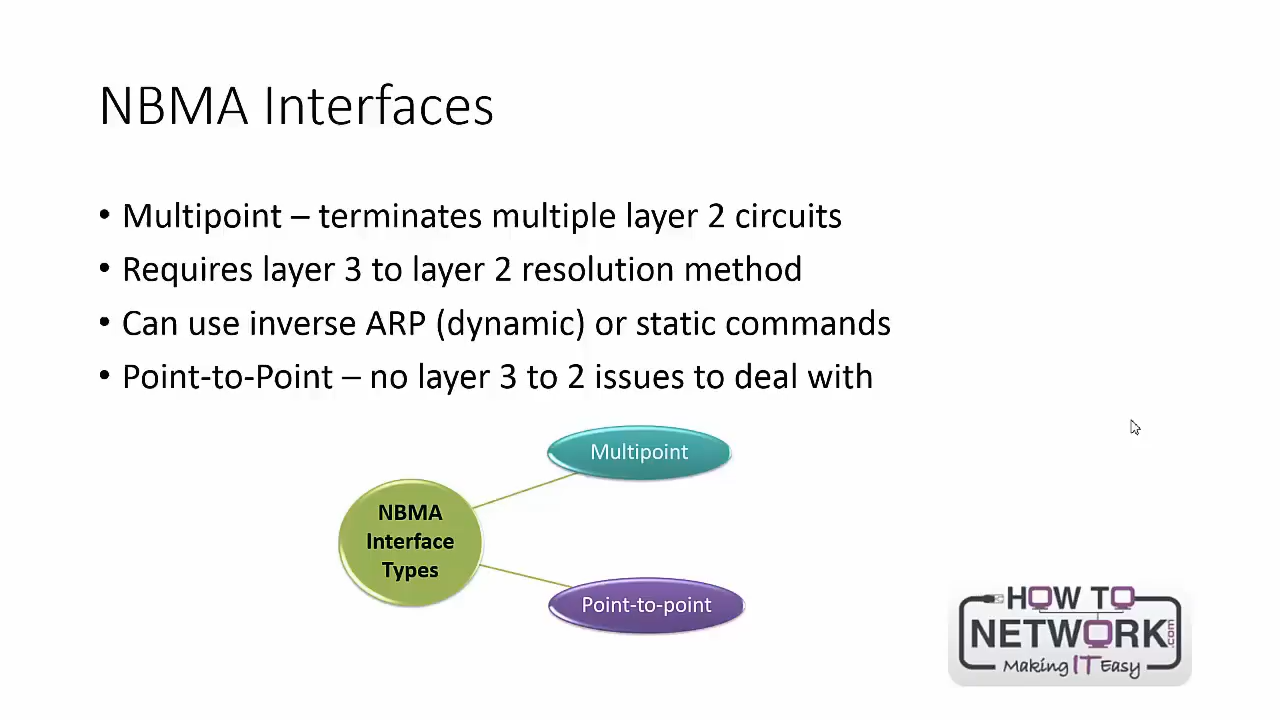 NBMA Interfaces
• Multipoint – terminates multiple layer 2 circuits
• Requires layer 3 to layer 2 resolution method
• Can use inverse ARP (dynamic) or static commands
• Point-to-Point – no layer 3 to 2 issues to deal with
Multipoint
NBMA
Interface
Types
Point-to-point
HOW TO
NETWORK.com
Making IT Easy